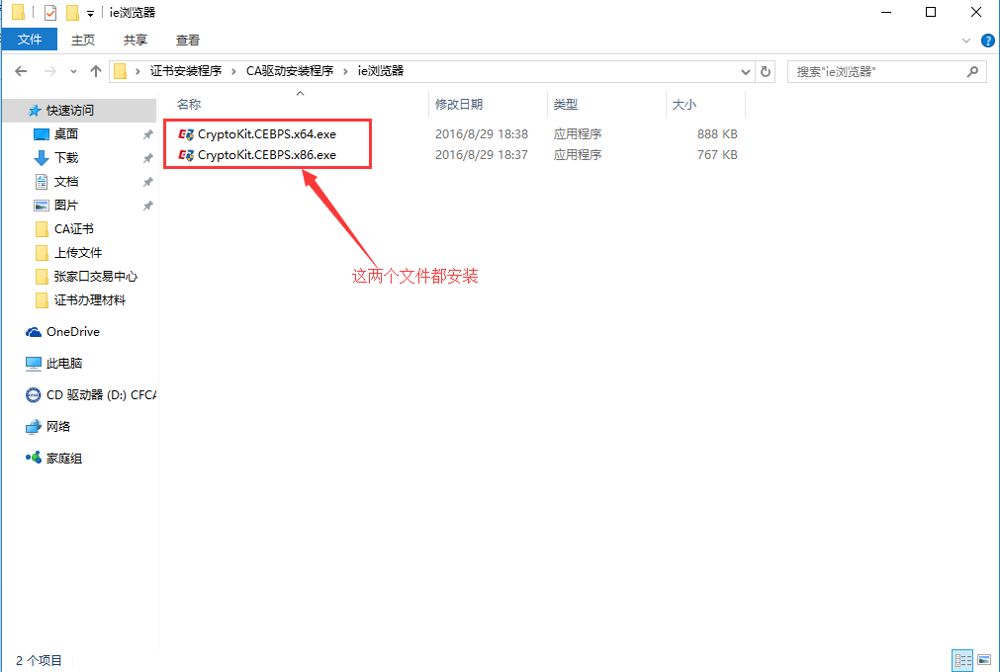 ie浏览器
文件 主页 共享 查看
证书安装程序 CA驱动安装程序 ie浏览器 搜索"ie浏览器"
名称 修改日期 类型 大小
快速访问
桌面
下载
文档
图片
CA证书
上传文件
张家口交易中心
证书办理材料
OneDrive
此电脑
CD 驱动器 (D:) CFCA
网络
家庭组
CryptoKit.CEBPS.x64.exe 2016/8/29 18:38 应用程序 888 KB
CryptoKit.CEBPS.x86.exe 2016/8/29 18:37 应用程序 767 KB
这两个文件都安装
2 个项目